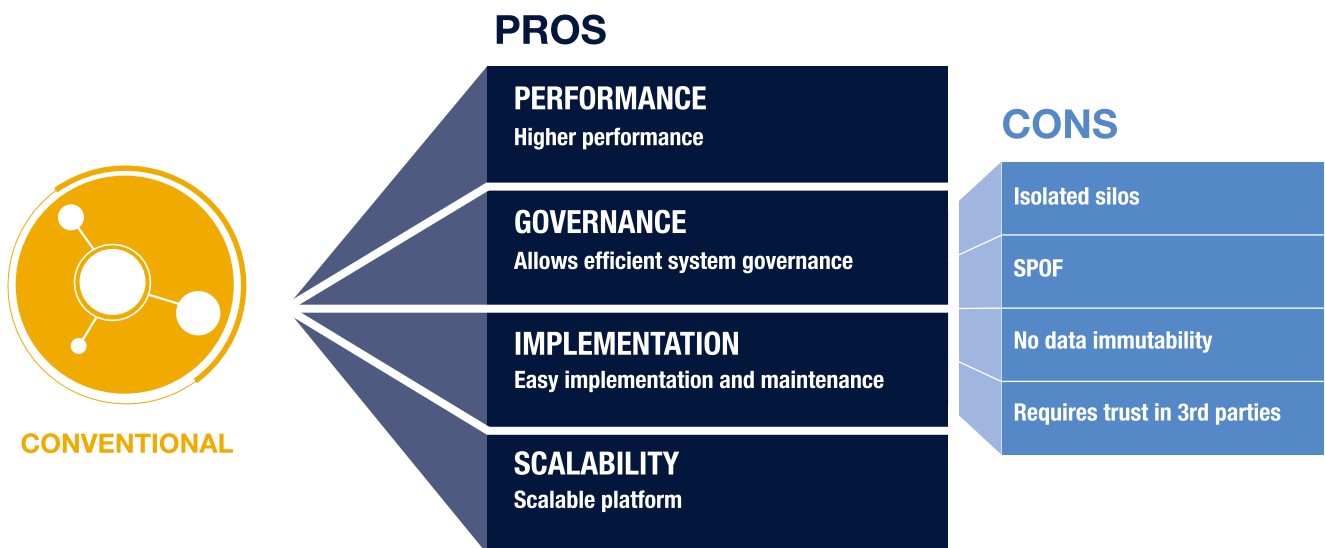 PROS
PERFORMANCE
Higher performance
GOVERNANCE
Allows efficient system governance
IMPLEMENTATION
Easy implementation and maintenance
SCALABILITY
Scalable platform
CONS
Isolated silos
SPOF
No data immutability
Requires trust in 3rd parties
CONVENTIONAL